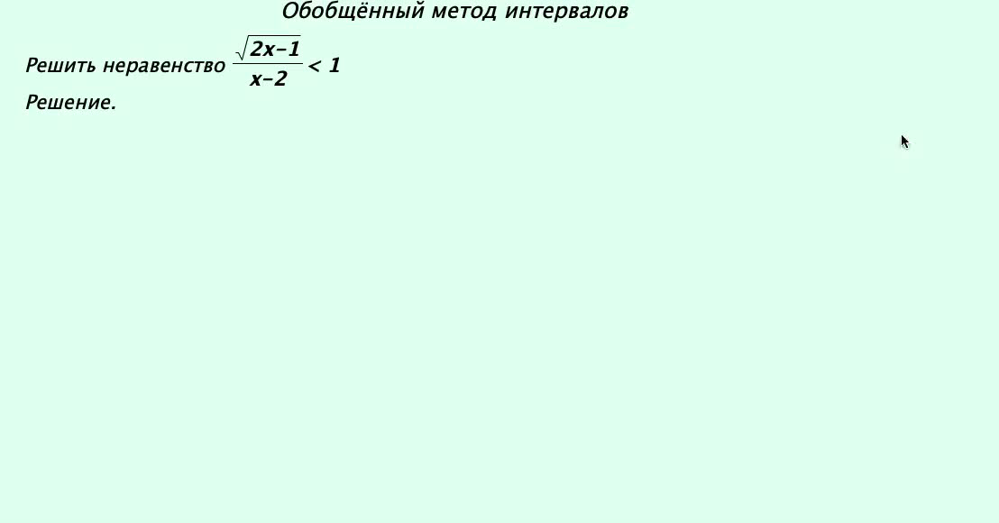 Обобщённый метод интервалов
Решить неравенство √2x−1 / x−2 < 1
Решение.